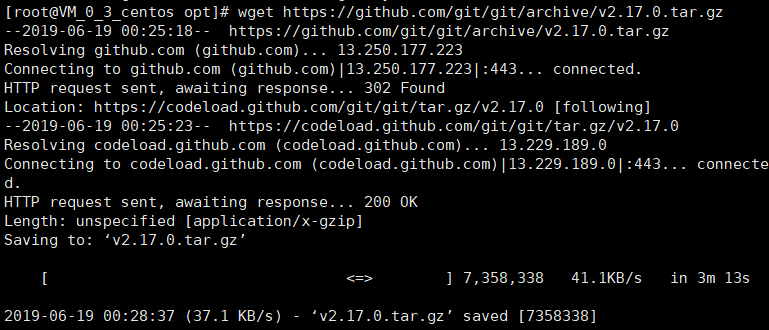 [root@VM_0_3_centos opt]# wget https://github.com/git/git/archive/v2.17.0.tar.gz
--2019-06-19 00:25:18--  https://github.com/git/git/archive/v2.17.0.tar.gz
Resolving github.com (github.com)... 13.250.177.223
Connecting to github.com (github.com)|13.250.177.223|:443... connected.
HTTP request sent, awaiting response... 302 Found
Location: https://codeload.github.com/git/git/tar.gz/v2.17.0 [following]
--2019-06-19 00:25:23--  https://codeload.github.com/git/git/tar.gz/v2.17.0
Resolving codeload.github.com (codeload.github.com)... 13.229.189.0
Connecting to codeload.github.com (codeload.github.com)|13.229.189.0|:443... connecte
d.
HTTP request sent, awaiting response... 200 OK
Length: unspecified [application/x-gzip]
Saving to: ‘v2.17.0.tar.gz’
    [                              <=>       ] 7,358,338   41.1KB/s   in 3m 13s
2019-06-19 00:28:37 (37.1 KB/s) - ‘v2.17.0.tar.gz’ saved [7358338]